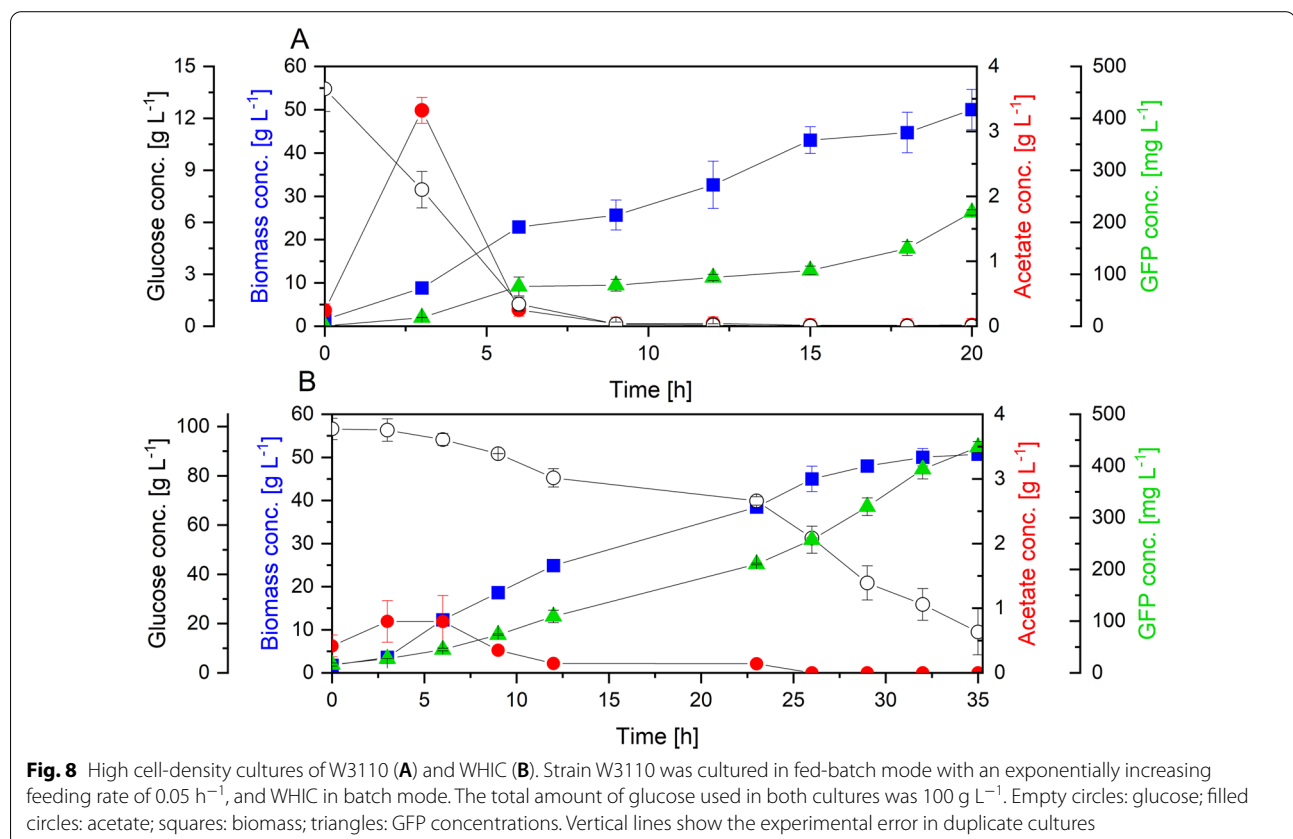 A
15 60 4 500
12 50 400
9 40 3 300
6 30 2 200
3 20 1 100
0 10 0 0
0
Glucose conc. [g L⁻¹]
Biomass conc. [g L⁻¹]
Acetate conc. [g L⁻¹]
GFP conc. [mg L⁻¹]
0 5 10 15 20
Time [h]
B
100 60 4 500
80 50 400
60 40 3 300
40 30 2 200
20 20 1 100
0 10 0 0
0
Glucose conc. [g L⁻¹]
Biomass conc. [g L⁻¹]
Acetate conc. [g L⁻¹]
GFP conc. [mg L⁻¹]
0 5 10 15 20 25 30 35
Time [h]
Fig. 8 High cell-density cultures of W3110 (A) and WHIC (B). Strain W3110 was cultured in fed-batch mode with an exponentially increasing
feeding rate of 0.05 h⁻¹, and WHIC in batch mode. The total amount of glucose used in both cultures was 100 g L⁻¹. Empty circles: glucose; filled
circles: acetate; squares: biomass; triangles: GFP concentrations. Vertical lines show the experimental error in duplicate cultures